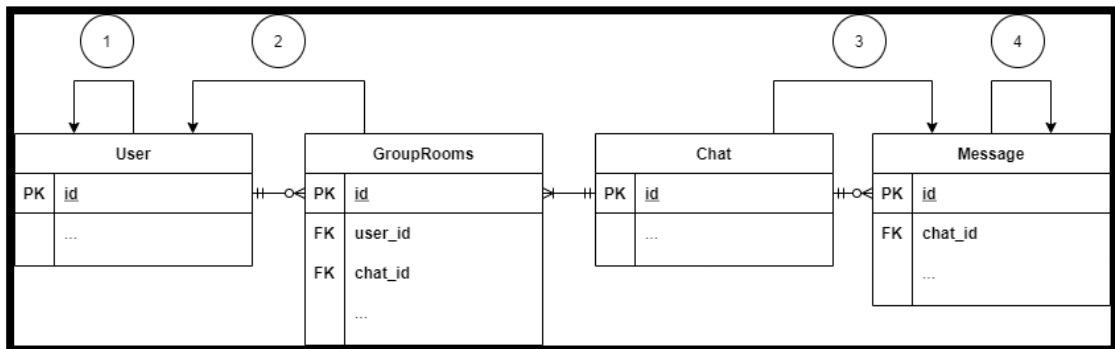 1
2
3
4
User
PK id
...
GroupRooms
PK id
FK user_id
FK chat_id
...
Chat
PK id
...
Message
PK id
FK chat_id
...